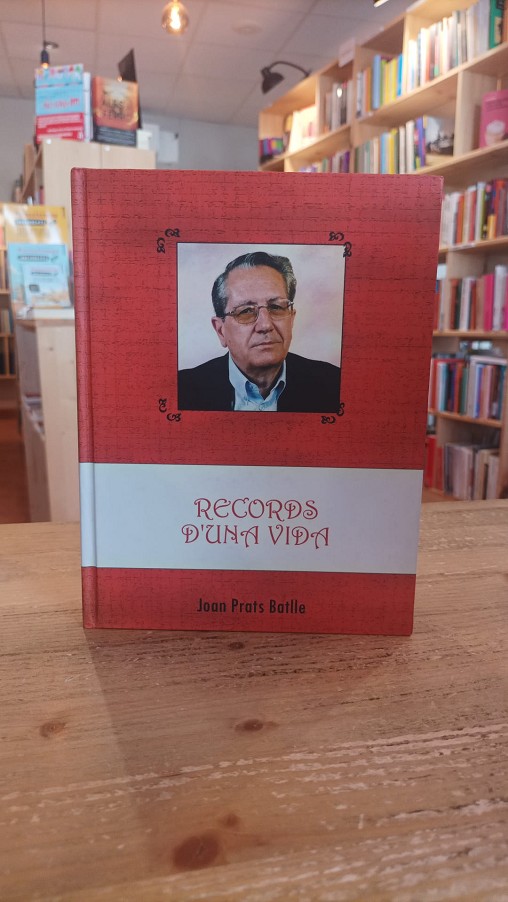 RECORDS
D'UNA VIDA
Joan Prats Batlle